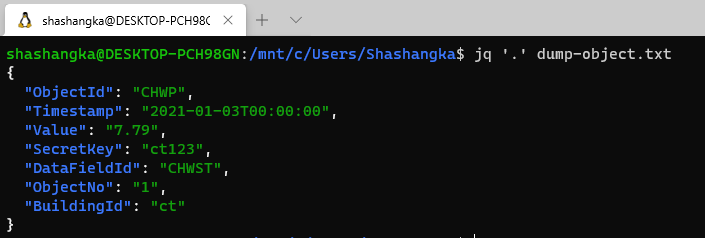 shashangka@DESKTOP-PCH98G
shashangka@DESKTOP-PCH98GN:/mnt/c/Users/Shashangka$ jq '.' dump-object.txt
{
  "ObjectId": "CHWP",
  "Timestamp": "2021-01-03T00:00:00",
  "Value": "7.79",
  "SecretKey": "ct123",
  "DataFieldId": "CHWST",
  "ObjectNo": "1",
  "BuildingId": "ct"
}